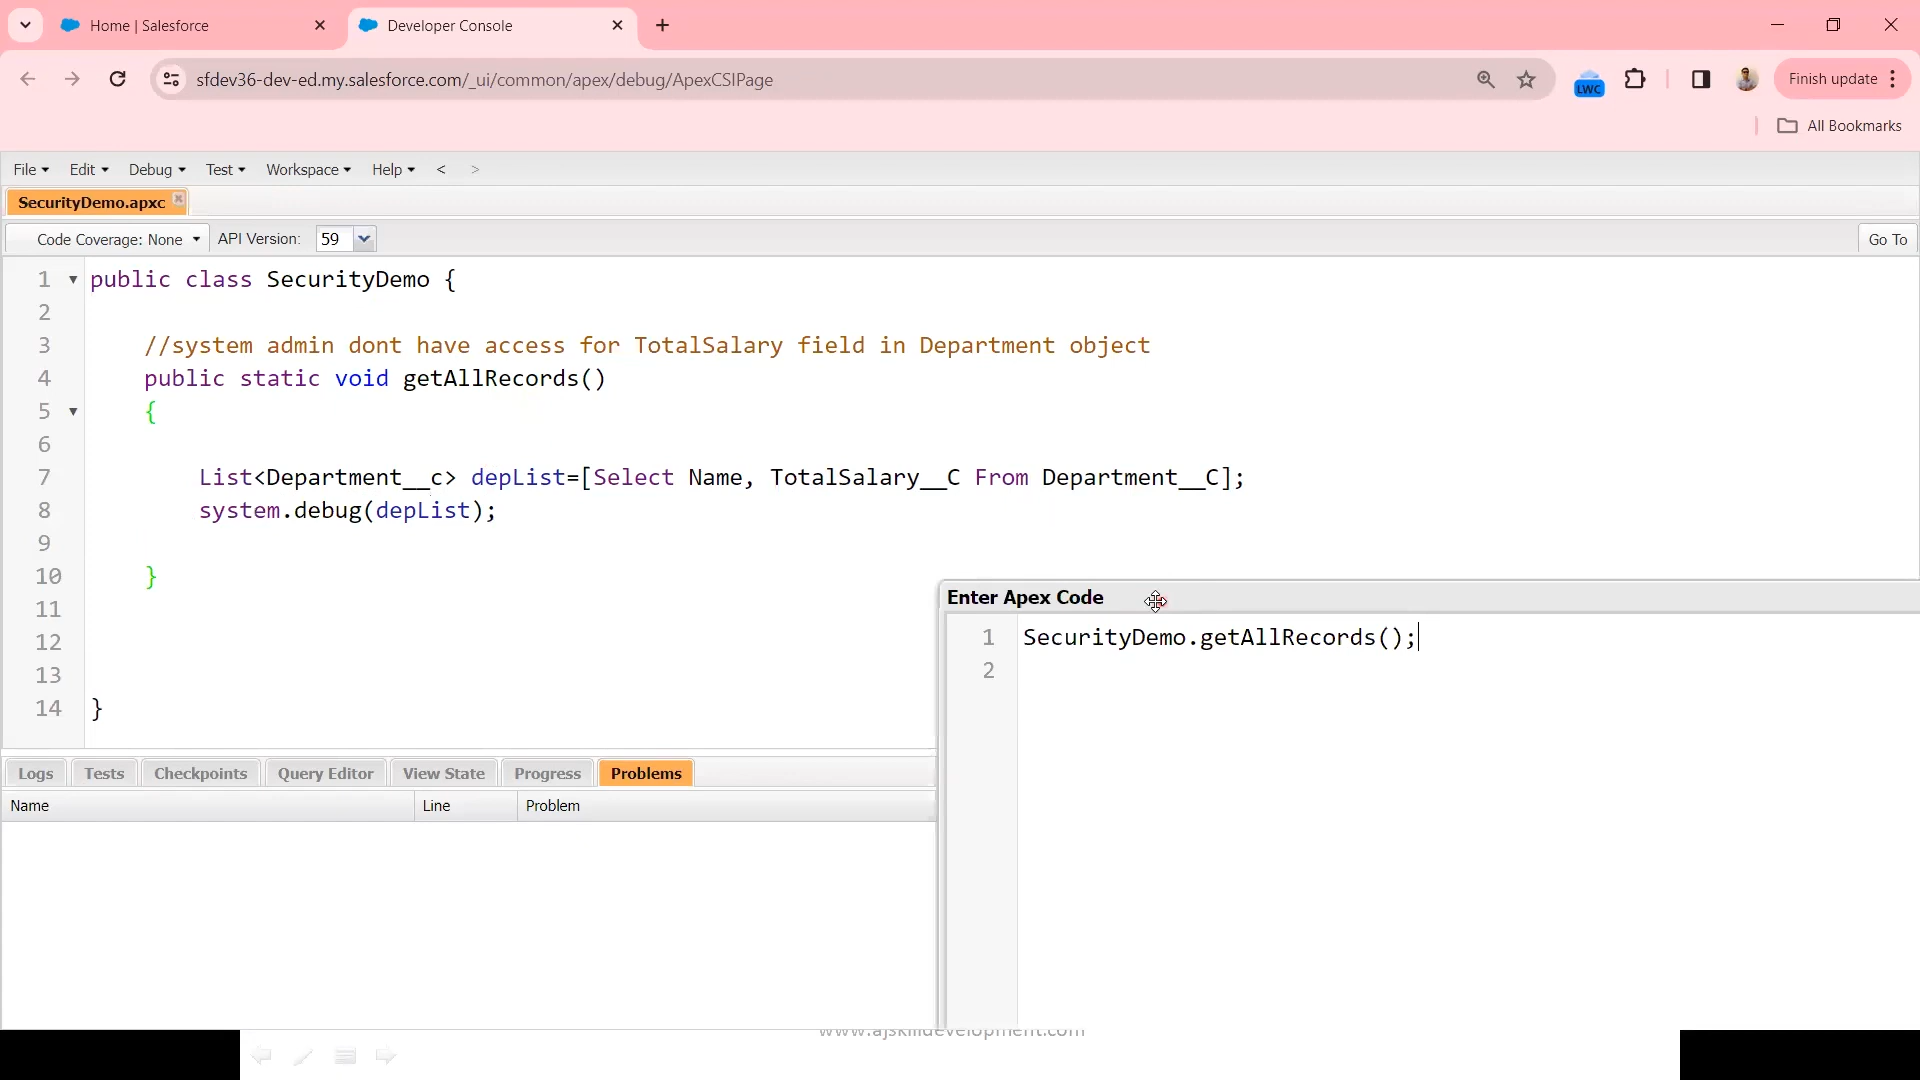 Home | Salesforce
Developer Console
sfdev36-dev-ed.my.salesforce.com/_ui/common/apex/debug/ApexCSIPage
LWC
Finish update
All Bookmarks
File Edit Debug Test Workspace Help < >
SecurityDemo.apxc
Code Coverage: None API Version: 59 Go To
1 public class SecurityDemo {
2
3 //system admin dont have access for TotalSalary field in Department object
4 public static void getAllRecords()
5 {
6
7 List<Department__c> depList=[Select Name, TotalSalary__C From Department__C];
8 system.debug(depList);
9
10 }
11
12
13
14 }
Enter Apex Code
1 SecurityDemo.getAllRecords();
2
Logs Tests Checkpoints Query Editor View State Progress Problems
Name Line Problem
www.ajskilldevelopment.com